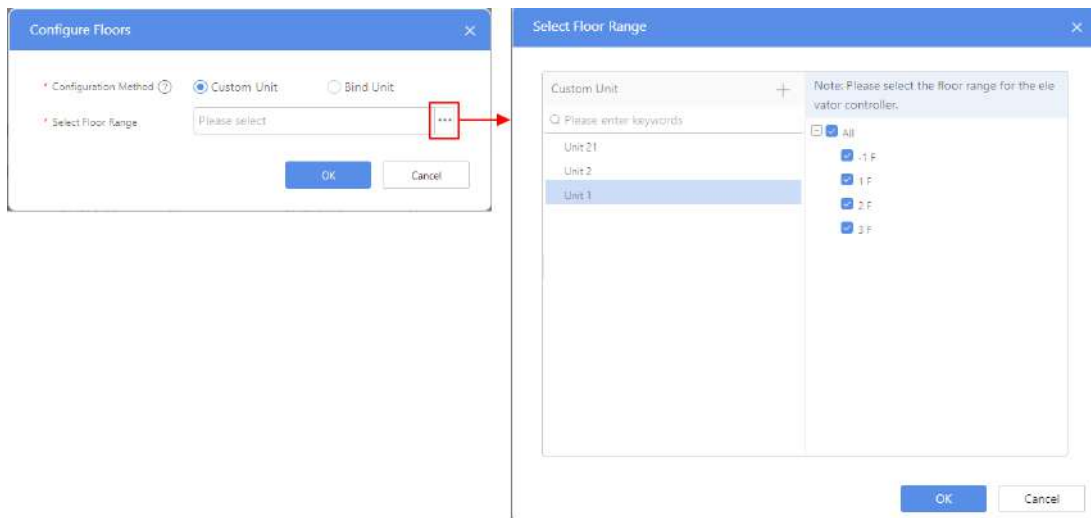 Configure Floors
* Configuration Method ? Custom Unit Bind Unit
* Select Floor Range Please select ...
OK Cancel
Select Floor Range
Custom Unit +
Please enter keywords
Unit 21
Unit 2
Unit 1
Note: Please select the floor range for the ele
vator controller.
All
-1 F
1 F
2 F
3 F
OK Cancel